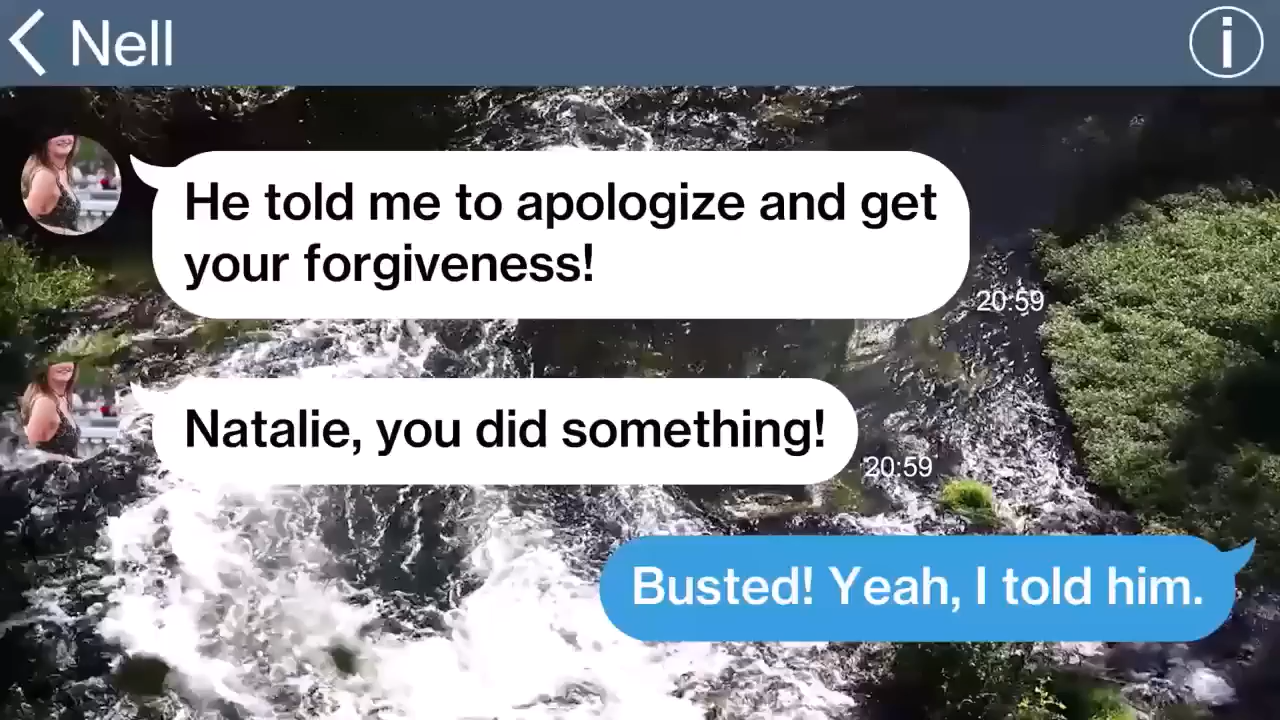 Nell
He told me to apologize and get
your forgiveness!
20:59
Natalie, you did something!
20:59
Busted! Yeah, I told him.